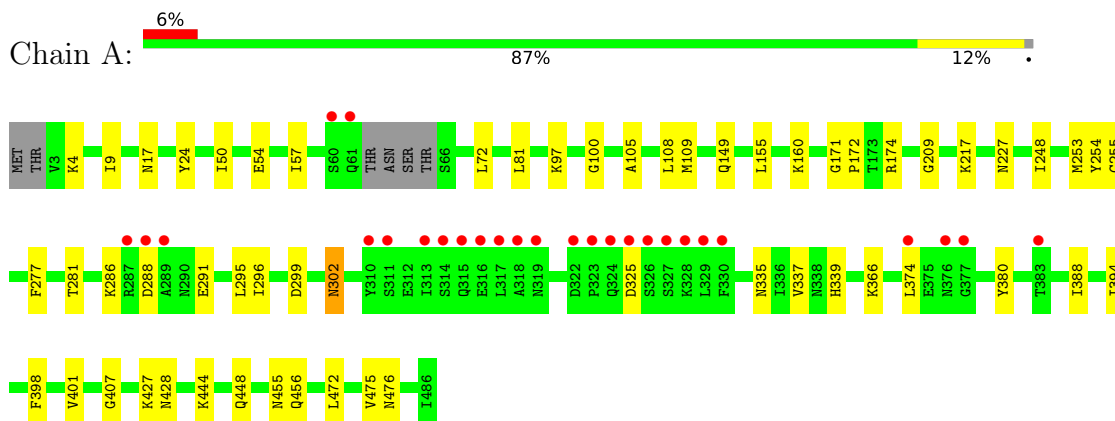 6%
Chain A:
87% 12% •
MET THR V3 K4 I9 N17 Y24 I50 E54 I57 S60 Q61 THR ASN SER THR S66 L72 L81 K97 G100 A105 L108 M109 Q149 L155 K160 G171 P172 T173 R174 G209 K217 N227 I248 M253 Y254 G255
F277 T281 K286 R287 D288 A289 N290 E291 L295 I296 D299 N302 Y310 S311 E312 I313 S314 Q315 E316 L317 A318 N319 D322 P323 Q324 D325 S326 S327 K328 L329 F330 N335 I336 V337 N338 H339 K366 L374 E375 N376 G377 Y380 T383 I388 I394
F398 V401 G407 K427 N428 K444 Q448 N455 Q456 L472 V475 N476 I486